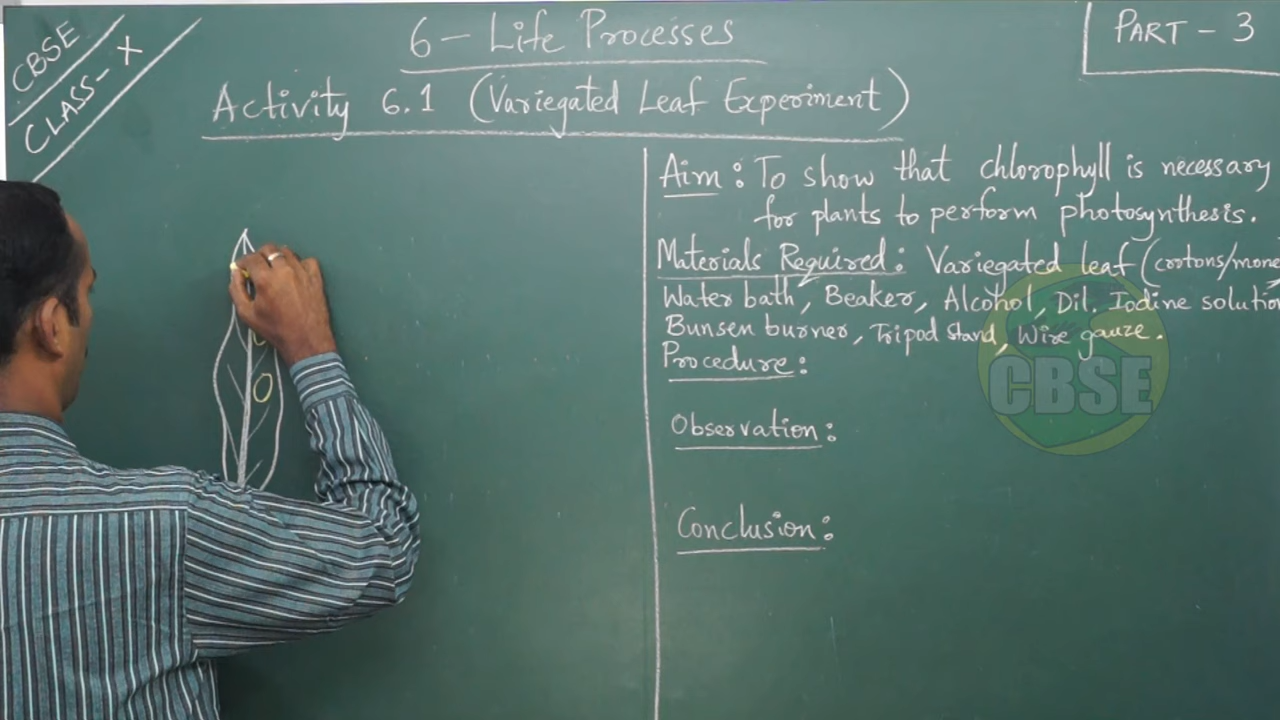 CBSE
CLASS - X
6 - Life Processes
PART - 3
Activity 6.1 (Variegated Leaf Experiment)
Aim : To show that chlorophyll is necessary
for plants to perform photosynthesis.
Materials Required : Variegated leaf (crotons/mone
Water bath, Beaker, Alcohol, Dil. Iodine solution
Bunsen burner, Tripod stand, Wire gauze.
Procedure :
Observation :
Conclusion :
CBSE